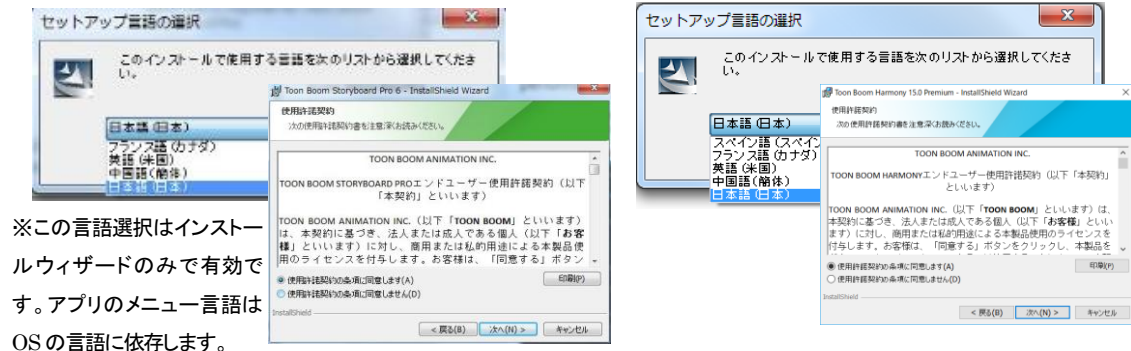 セットアップ言語の選択
このインストールで使用する言語を次のリストから選択してくださ
い。
日本語 (日本)
フランス語 (カナダ)
英語 (米国)
中国語 (簡体)
日本語 (日本)
Toon Boom Storyboard Pro 6 - InstallShield Wizard
使用許諾契約
次の使用許諾契約書を注意深くお読みください。
TOON BOOM ANIMATION INC.
TOON BOOM STORYBOARD PROエンドユーザー使用許諾契約（以下
「本契約」といいます）
TOON BOOM ANIMATION INC.（以下「TOON BOOM」といいます）
は、本契約に基づき、法人または成人である個人（以下「お客
様」といいます）に対し、商用または私的用途による本製品使
用のライセンスを付与します。お客様は、「同意する」ボタン
使用許諾契約の条項に同意します(A)
使用許諾契約の条項に同意しません(D)
印刷(P)
InstallShield
< 戻る(B)
次へ(N) >
キャンセル
※この言語選択はインストー
ルウィザードのみで有効で
す。アプリのメニュー言語は
OS の言語に依存します。
セットアップ言語の選択
このインストールで使用する言語を次のリストから選択してくださ
い。
日本語 (日本)
スペイン語 (スペイン
フランス語 (カナダ)
英語 (米国)
中国語 (簡体)
日本語 (日本)
Toon Boom Harmony 15.0 Premium - InstallShield Wizard
使用許諾契約
次の使用許諾契約書を注意深くお読みください。
TOON BOOM ANIMATION INC.
TOON BOOM HARMONYエンドユーザー使用許諾契約（以下「本契約」
といいます）
TOON BOOM ANIMATION INC.（以下「TOON BOOM」といいます）は、
本契約に基づき、法人または成人である個人（以下「お客様」といい
ます）に対し、商用または私的用途による本製品使用のライセンスを
付与します。お客様は、「同意する」ボタンをクリックし、本製品を
使用許諾契約の条項に同意します(A)
使用許諾契約の条項に同意しません(D)
印刷(P)
InstallShield
< 戻る(B)
次へ(N) >
キャンセル